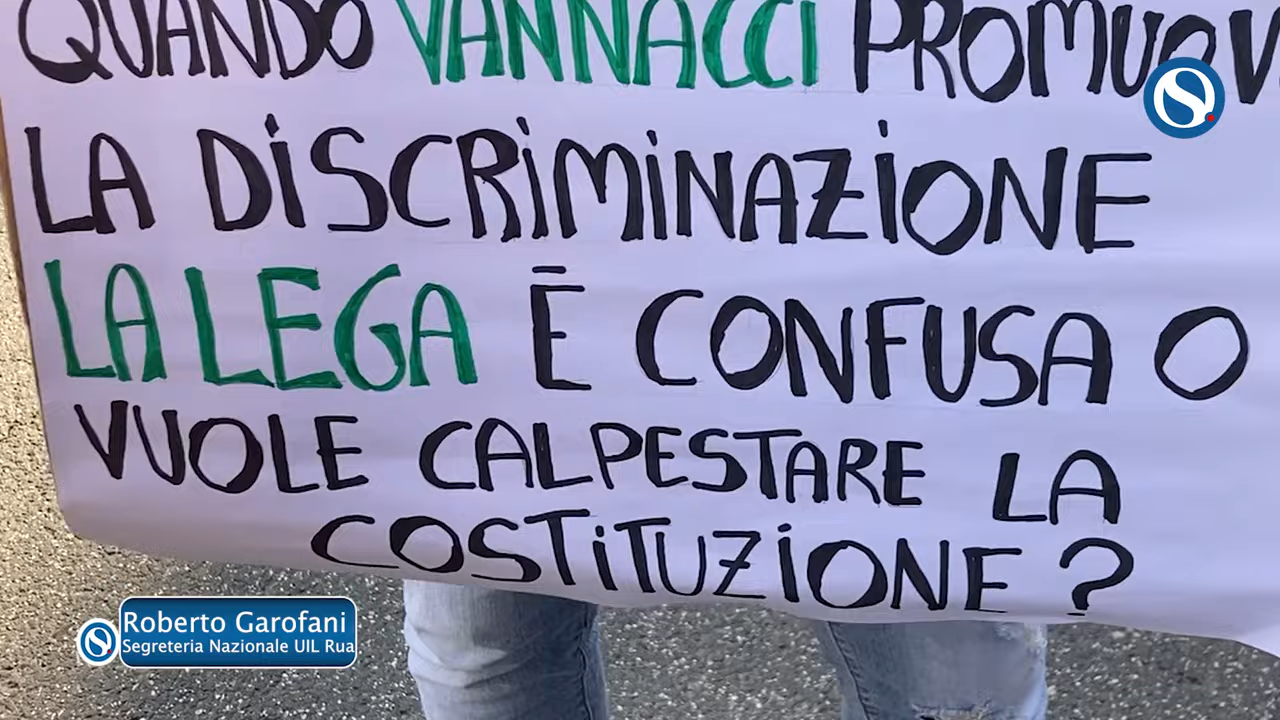 QUANDO VANNACCI PROMUOV
LA DISCRIMINAZIONE
LA LEGA Ē CONFUSA O
VUOLE CALPESTARE LA
COSTITUZIONE?
Roberto Garofani
Segreteria Nazionale UIL Rua